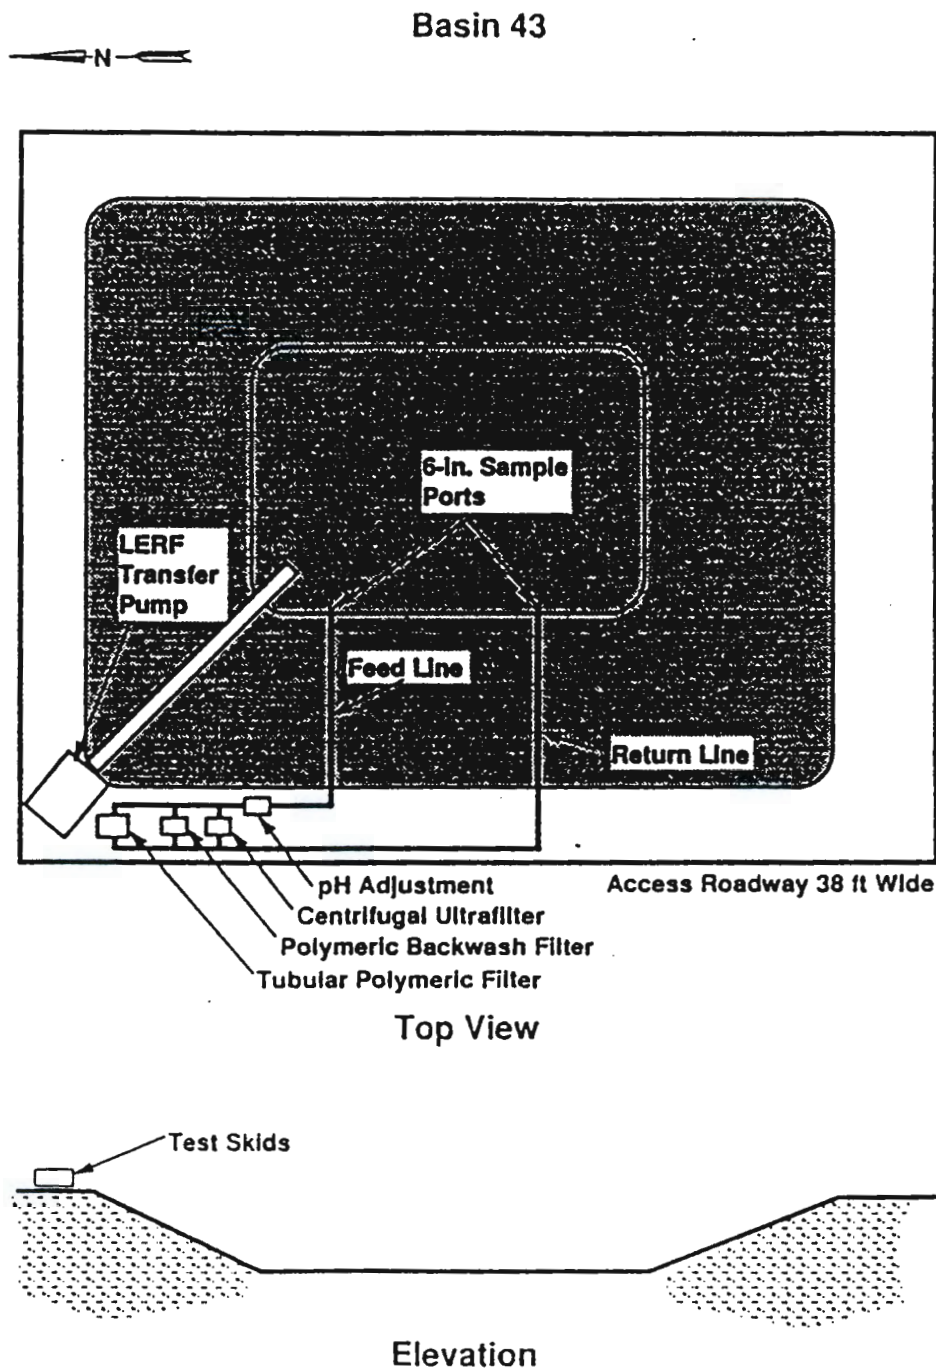 Basin 43
N
6-in. Sample
Ports
LERF
Transfer
Pump
Feed Line
Return Line
pH Adjustment
Access Roadway 38 ft Wide
Centrifugal Ultrafilter
Polymeric Backwash Filter
Tubular Polymeric Filter
Top View
Test Skids
Elevation